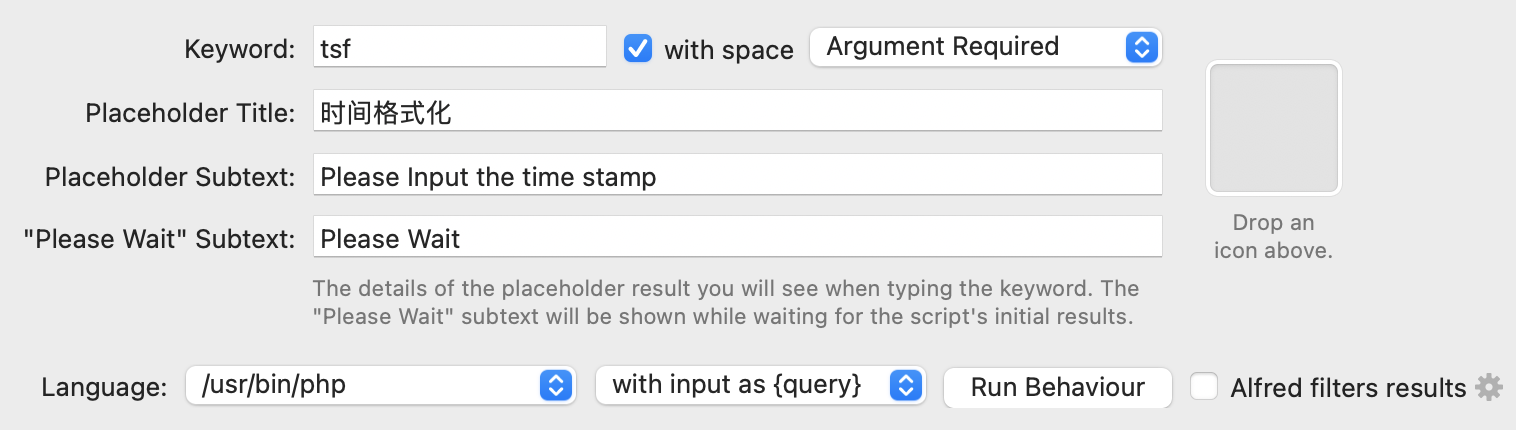 Keyword: tsf with space Argument Required
Placeholder Title: 时间格式化
Placeholder Subtext: Please Input the time stamp
"Please Wait" Subtext: Please Wait
Drop an
icon above.
The details of the placeholder result you will see when typing the keyword. The
"Please Wait" subtext will be shown while waiting for the script's initial results.
Language: /usr/bin/php with input as {query} Run Behaviour Alfred filters results